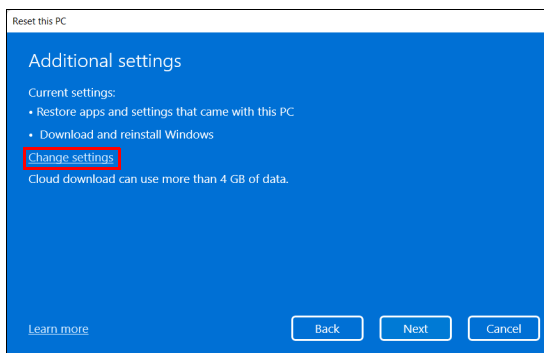 Reset this PC
Additional settings
Current settings:
• Restore apps and settings that came with this PC
• Download and reinstall Windows
Change settings
Cloud download can use more than 4 GB of data.
Learn more
Back
Next
Cancel